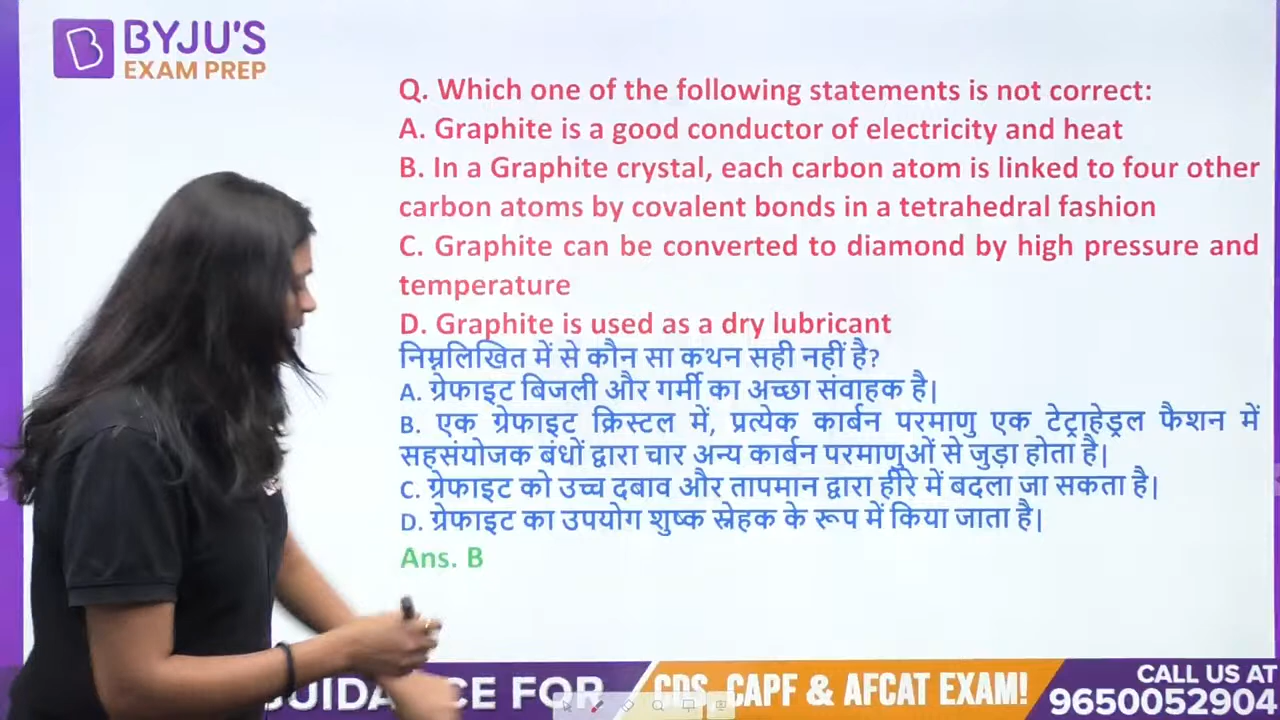 BYJU'S
EXAM PREP
Q. Which one of the following statements is not correct:
A. Graphite is a good conductor of electricity and heat
B. In a Graphite crystal, each carbon atom is linked to four other
carbon atoms by covalent bonds in a tetrahedral fashion
C. Graphite can be converted to diamond by high pressure and
temperature
D. Graphite is used as a dry lubricant
निम्नलिखित में से कौन सा कथन सही नहीं है?
A. ग्रेफाइट बिजली और गर्मी का अच्छा संवाहक है।
B. एक ग्रेफाइट क्रिस्टल में, प्रत्येक कार्बन परमाणु एक टेट्राहेड्रल फैशन में
सहसंयोजक बंधों द्वारा चार अन्य कार्बन परमाणुओं से जुड़ा होता है।
C. ग्रेफाइट को उच्च दबाव और तापमान द्वारा हीरे में बदला जा सकता है।
D. ग्रेफाइट का उपयोग शुष्क स्नेहक के रूप में किया जाता है।
Ans. B
FOR CDS, CAPF & AFCAT EXAM!
CALL US AT
9650052904